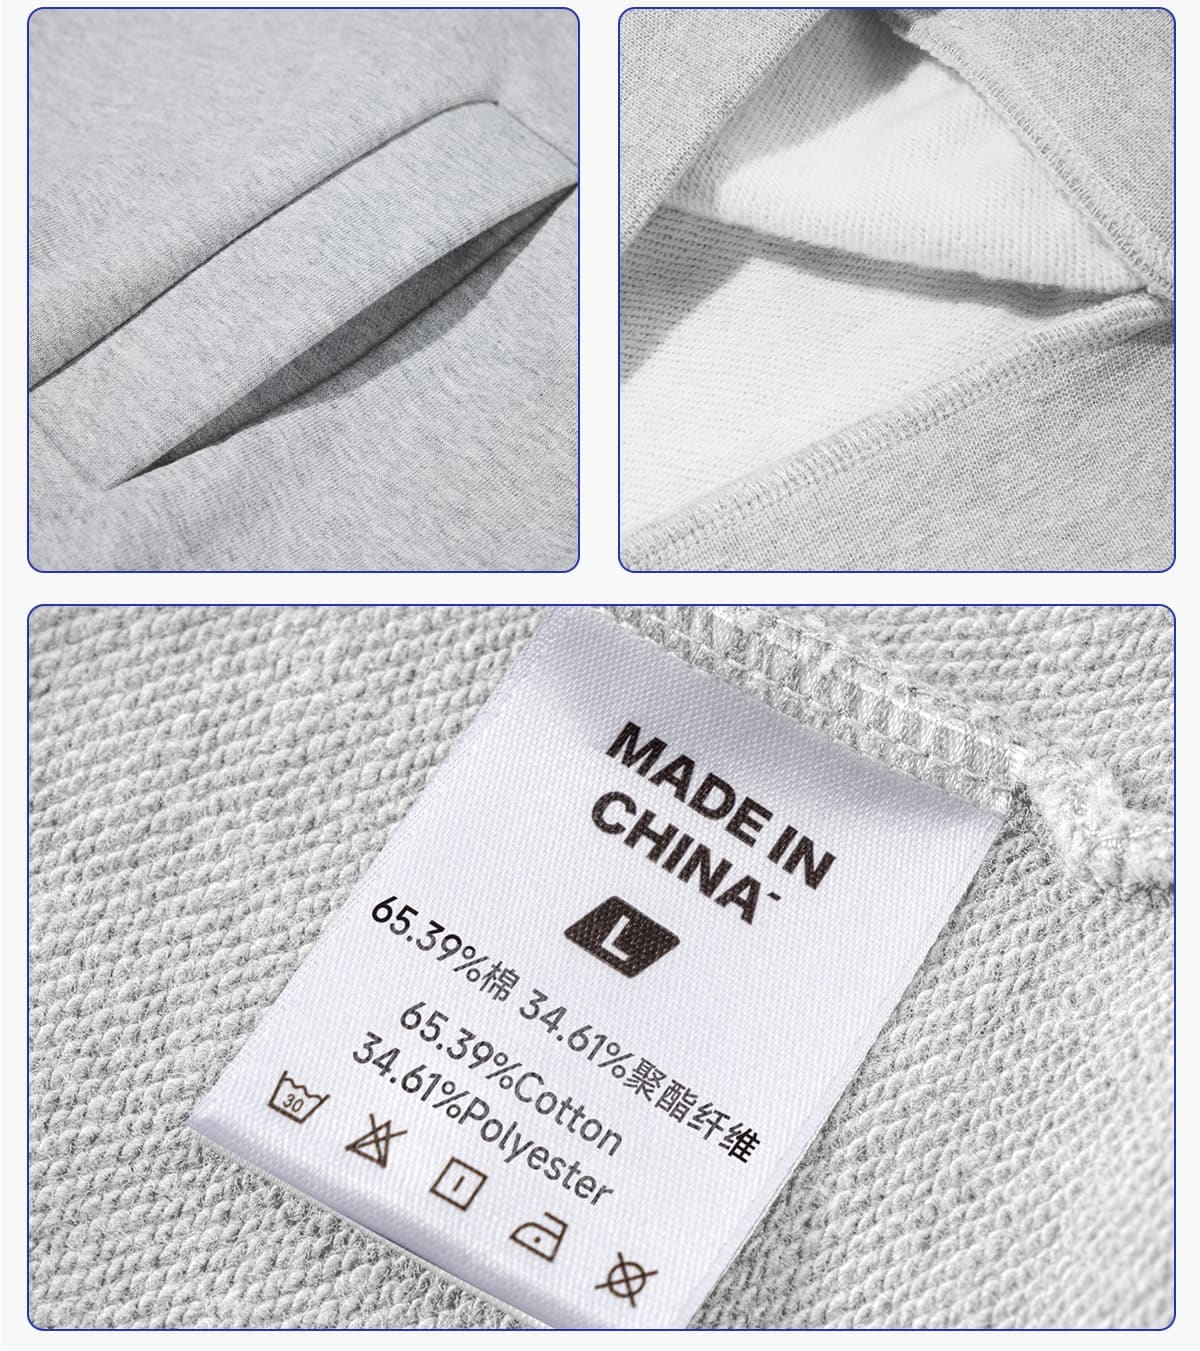 MADE IN
CHINA
L
65.39%棉 34.61%聚酯纤维
65.39%Cotton
34.61%Polyester
30